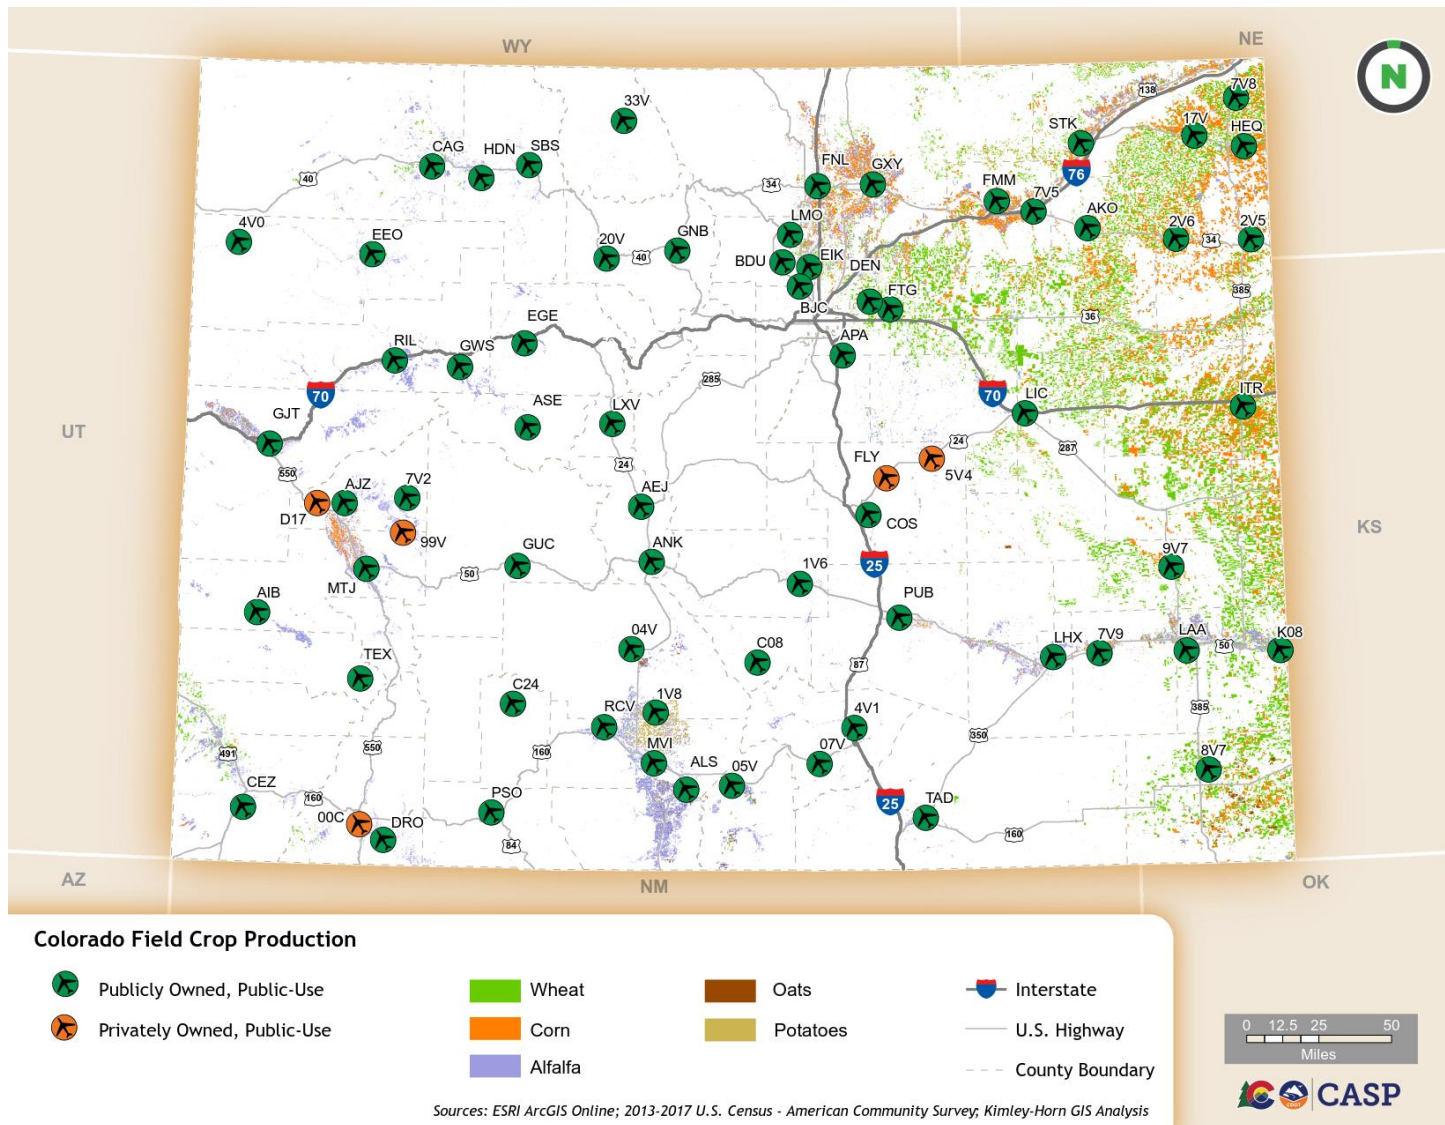 WY
NE
N
33V
7V8
138
17V
STK
HEQ
CAG
HDN
SBS
FNL
GXY
76
40
34
FMM
7V5
4V0
LMO
AKO
2V6
2V5
EEO
20V
GNB
34
40
BDU
EIK
DEN
FTG
385
BJC
36
EGE
RIL
GWS
APA
285
70
70
ITR
LIC
ASE
LXV
GJT
UT
24
287
FLY
5V4
24
550
7V2
AJZ
AEJ
D17
COS
KS
99V
GUC
ANK
9V7
1V6
25
50
MTJ
AIB
PUB
04V
LHX
7V9
LAA
K08
C08
50
TEX
87
C24
1V8
RCV
385
4V1
350
MVI
07V
550
160
491
8V7
ALS
05V
CEZ
160
PSO
25
TAD
00C
DRO
160
84
AZ
NM
OK
Colorado Field Crop Production
Publicly Owned, Public-Use
Privately Owned, Public-Use
Wheat
Corn
Alfalfa
Oats
Potatoes
Interstate
U.S. Highway
County Boundary
0 12.5 25 50
Miles
CASP
Sources: ESRI ArcGIS Online; 2013-2017 U.S. Census - American Community Survey; Kimley-Horn GIS Analysis